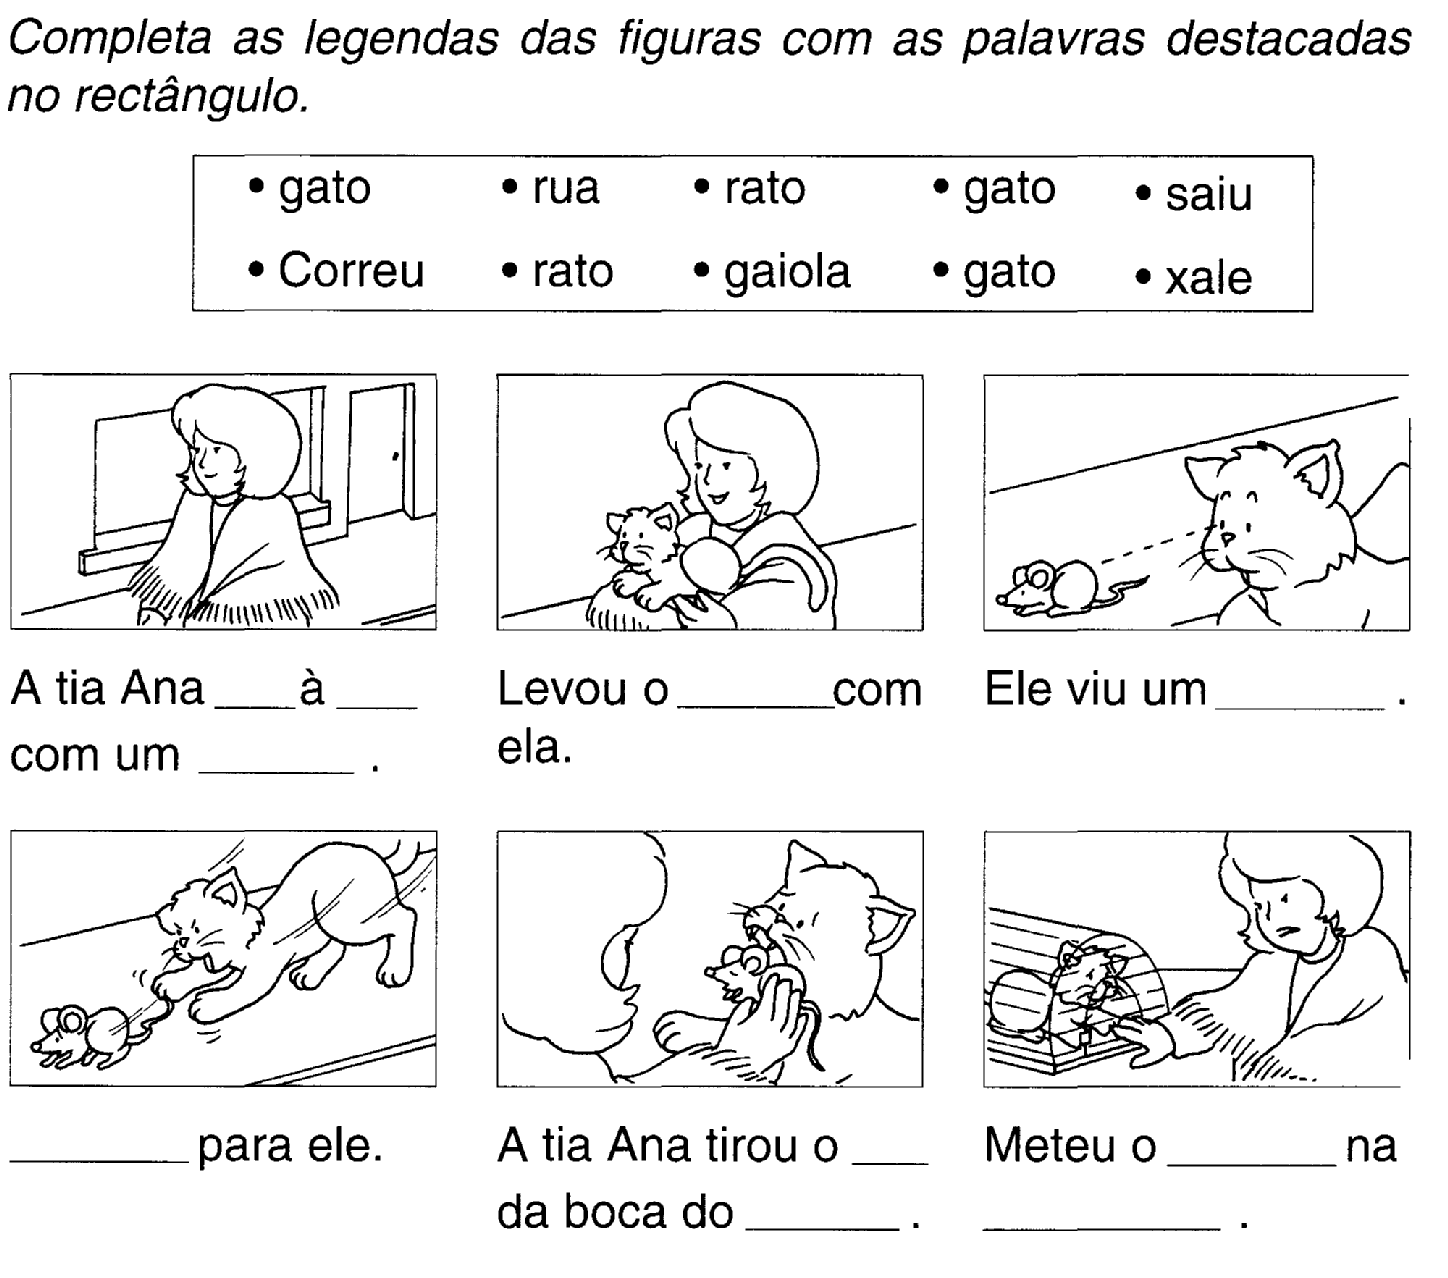 Completa as legendas das figuras com as palavras destacadas
no rectângulo.
• gato • rua • rato • gato • saiu
• Correu • rato • gaiola • gato • xale
A tia Ana ___ à ___
com um ______ .
Levou o ______ com
ela.
Ele viu um ______ .
______ para ele.
A tia Ana tirou o ___
da boca do ______ .
Meteu o ______ na
_________ .